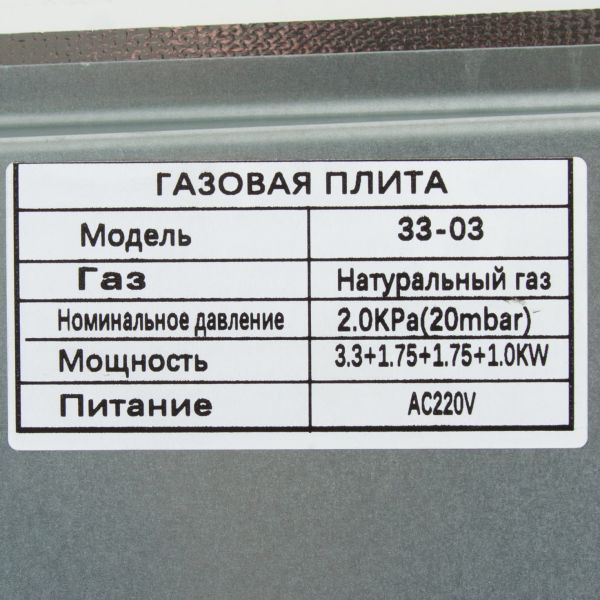 ГАЗОВАЯ ПЛИТА
Модель 33-03
Газ Натуральный газ
Номинальное давление 2.0KPa(20mbar)
Мощность 3.3+1.75+1.75+1.0KW
Питание AC220V